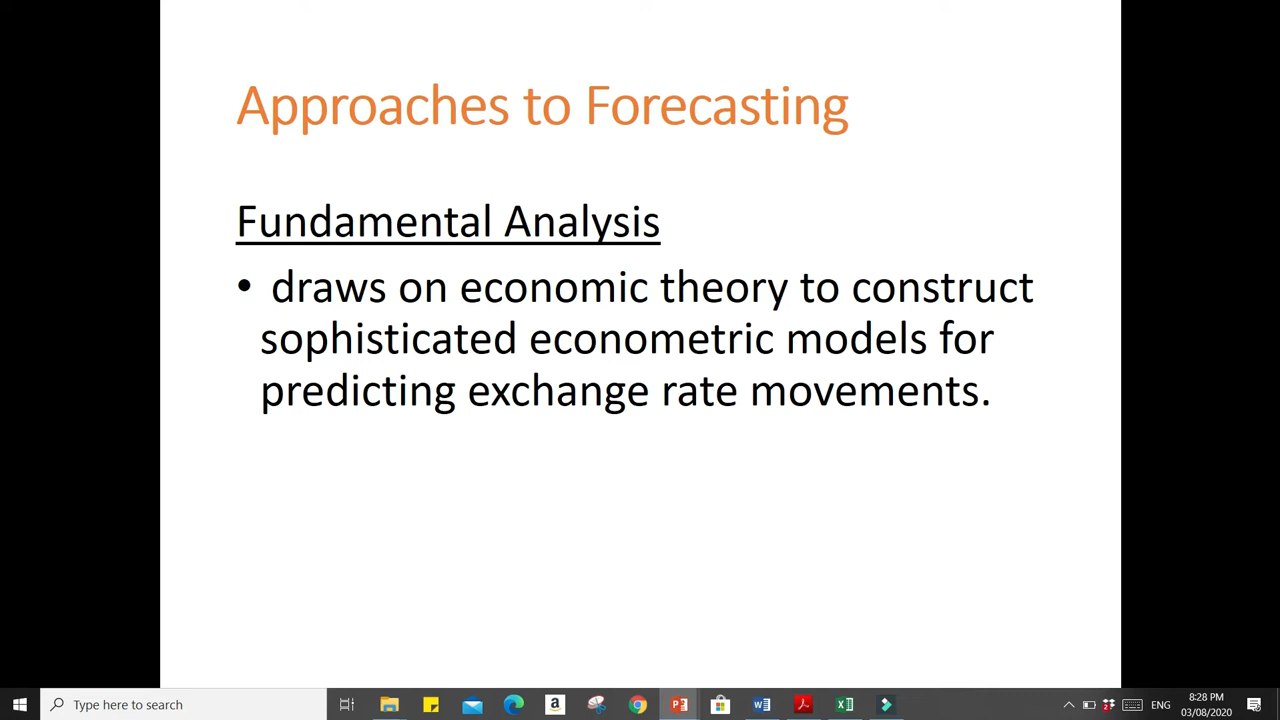 Approaches to Forecasting
Fundamental Analysis
• draws on economic theory to construct
sophisticated econometric models for
predicting exchange rate movements.
Type here to search
ENG
8:28 PM
03/08/2020